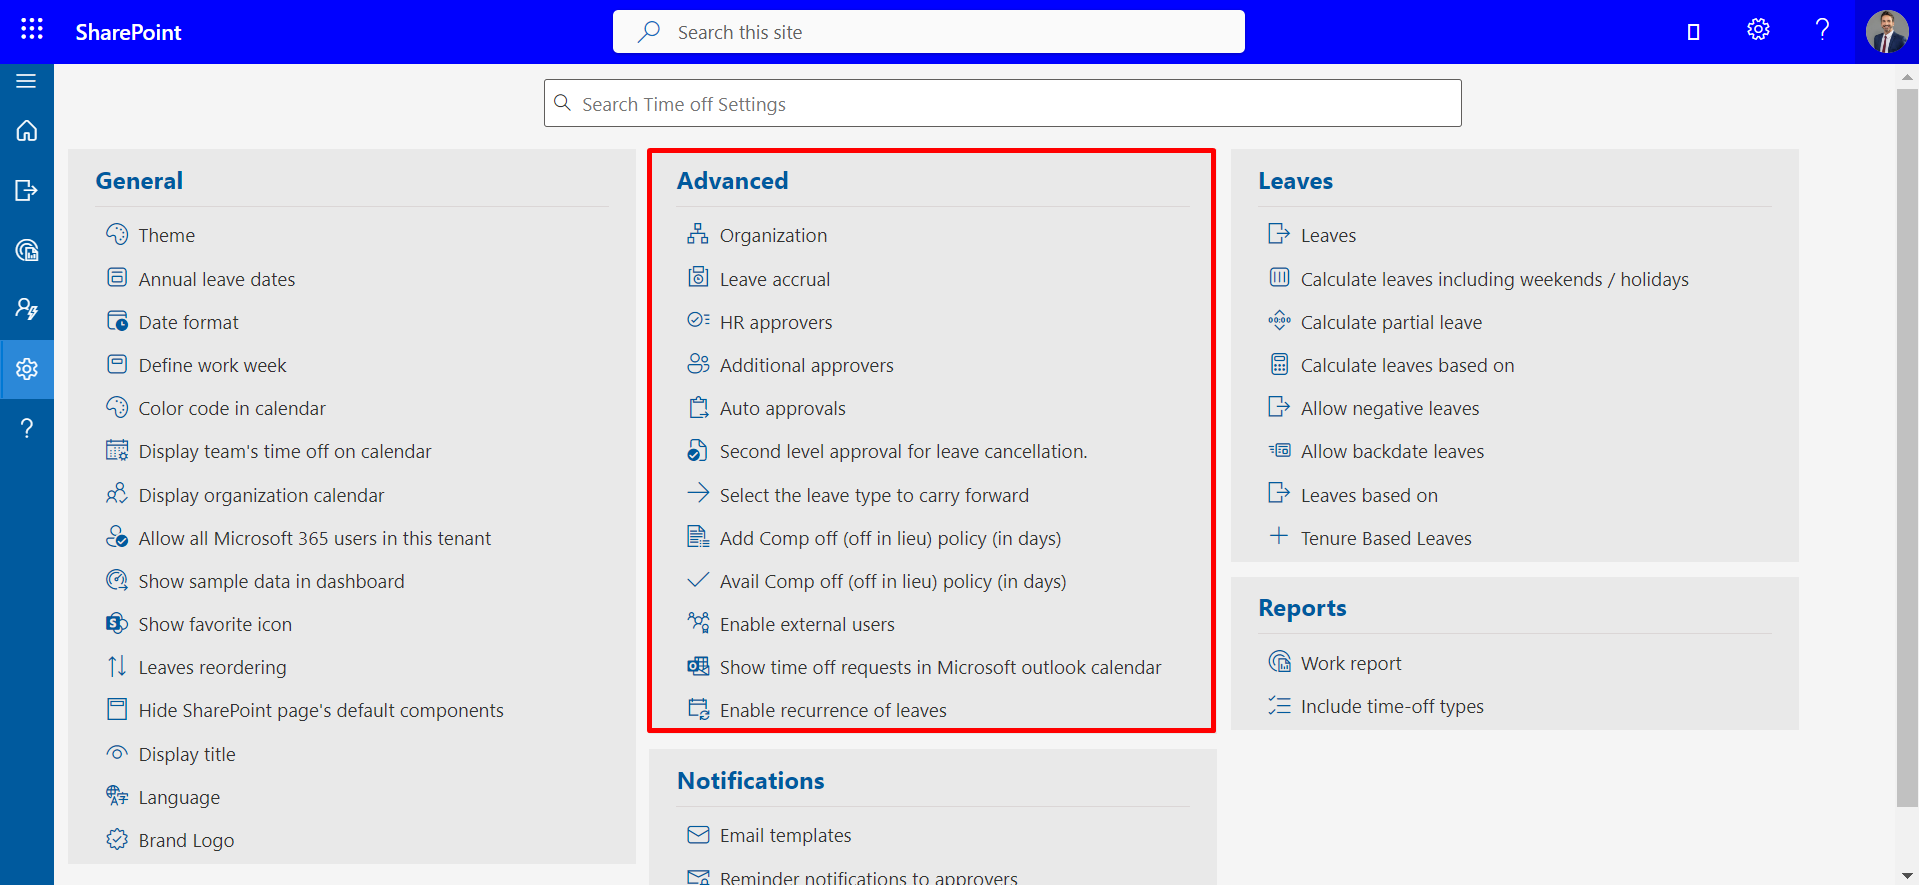 SharePoint
Search this site
Search Time off Settings
General
Theme
Annual leave dates
Date format
Define work week
Color code in calendar
Display team's time off on calendar
Display organization calendar
Allow all Microsoft 365 users in this tenant
Show sample data in dashboard
Show favorite icon
Leaves reordering
Hide SharePoint page's default components
Display title
Language
Brand Logo
Advanced
Organization
Leave accrual
HR approvers
Additional approvers
Auto approvals
Second level approval for leave cancellation.
Select the leave type to carry forward
Add Comp off (off in lieu) policy (in days)
Avail Comp off (off in lieu) policy (in days)
Enable external users
Show time off requests in Microsoft outlook calendar
Enable recurrence of leaves
Notifications
Email templates
Reminder notifications to approvers
Leaves
Leaves
Calculate leaves including weekends / holidays
Calculate partial leave
Calculate leaves based on
Allow negative leaves
Allow backdate leaves
Leaves based on
Tenure Based Leaves
Reports
Work report
Include time-off types